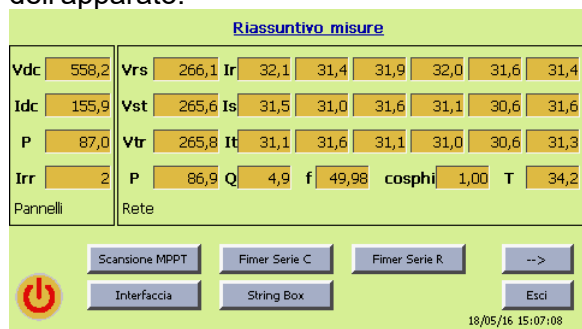 dell'apparato.
Riassuntivo misure
Vdc 558,2 Vrs 266,1 Ir 32,1 31,4 31,9 32,0 31,6 31,4
Idc 155,9 Vst 265,6 Is 31,5 31,0 31,6 31,1 30,6 31,6
P 87,0 Vtr 265,8 It 31,1 31,6 31,1 31,0 30,6 31,3
Irr 2 P 86,9 Q 4,9 f 49,98 cosphi 1,00 T 34,2
Pannelli Rete
Scansione MPPT Fimer Serie C Fimer Serie R -->
Interfaccia String Box Esci
18/05/16 15:07:08